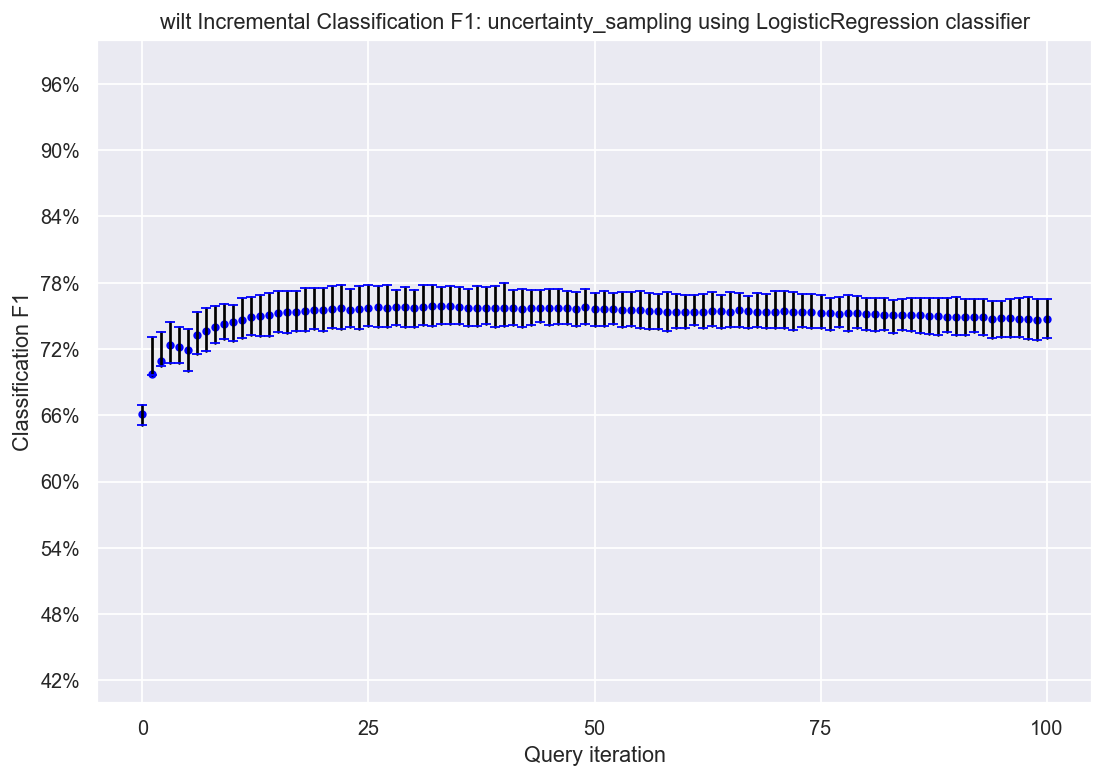 wilt Incremental Classification F1: uncertainty_sampling using LogisticRegression classifier
96%
90%
84%
78%
72%
66%
60%
54%
48%
42%
Classification F1
0 25 50 75 100
Query iteration